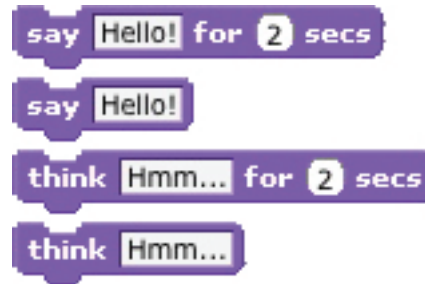 say Hello! for 2 secs
say Hello!
think Hmm... for 2 secs
think Hmm...